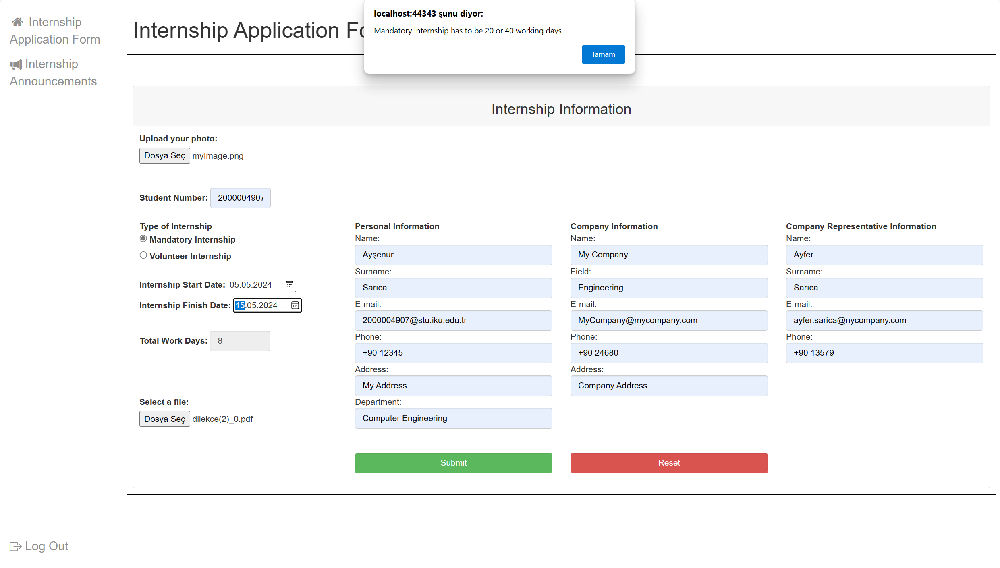 Internship
Application Form
Internship
Announcements
Log Out
Internship Application Fo
localhost:44343 şunu diyor:
Mandatory internship has to be 20 or 40 working days.
Tamam
Internship Information
Upload your photo:
Dosya Seç myImage.png
Student Number: 2000004907
Type of Internship
Mandatory Internship
Volunteer Internship
Internship Start Date: 05.05.2024
Internship Finish Date: 15.05.2024
Total Work Days: 8
Select a file:
Dosya Seç dilekce(2)_0.pdf
Personal Information
Name:
Ayşenur
Surname:
Sarıca
E-mail:
2000004907@stu.iku.edu.tr
Phone:
+90 12345
Address:
My Address
Department:
Computer Engineering
Company Information
Name:
My Company
Field:
Engineering
E-mail:
MyCompany@mycompany.com
Phone:
+90 24680
Address:
Company Address
Company Representative Information
Name:
Ayfer
Surname:
Sarıca
E-mail:
ayfer.sarica@nycompany.com
Phone:
+90 13579
Submit
Reset